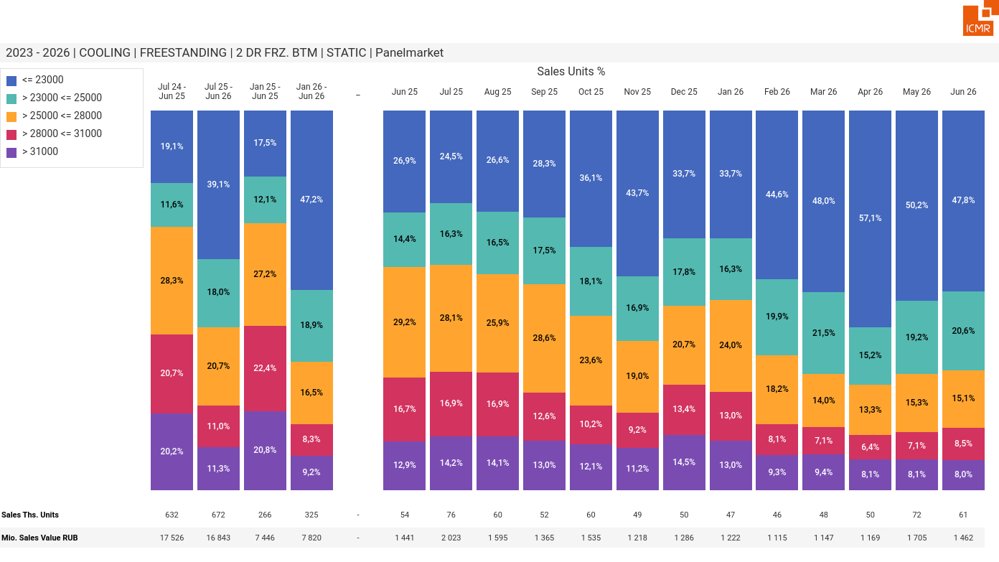 ICMR
2023 - 2026 | COOLING | FREESTANDING | 2 DR FRZ. BTM | STATIC | Panelmarket
<= 23000
> 23000 <= 25000
> 25000 <= 28000
> 28000 <= 31000
> 31000
Sales Units %
Jul 24 - Jul 25 - Jan 25 - Jan 26 -
Jun 25 Jun 26 Jun 25 Jun 26 – Jun 25 Jul 25 Aug 25 Sep 25 Oct 25 Nov 25 Dec 25 Jan 26 Feb 26 Mar 26 Apr 26 May 26 Jun 26
19,1% 39,1% 17,5% 47,2% 26,9% 24,5% 26,6% 28,3% 36,1% 43,7% 33,7% 33,7% 44,6% 48,0% 57,1% 50,2% 47,8%
11,6% 18,0% 12,1% 18,9% 14,4% 16,3% 16,5% 17,5% 18,1% 16,9% 17,8% 16,3% 19,9% 21,5% 15,2% 19,2% 20,6%
28,3% 20,7% 27,2% 16,5% 29,2% 28,1% 25,9% 28,6% 23,6% 19,0% 20,7% 24,0% 18,2% 14,0% 13,3% 15,3% 15,1%
20,7% 11,0% 22,4% 8,3% 16,7% 16,9% 16,9% 12,6% 10,2% 9,2% 13,4% 13,0% 8,1% 7,1% 6,4% 7,1% 8,5%
20,2% 11,3% 20,8% 9,2% 12,9% 14,2% 14,1% 13,0% 12,1% 11,2% 14,5% 13,0% 9,3% 9,4% 8,1% 8,1% 8,0%
Sales Ths. Units 632 672 266 325 - 54 76 60 52 60 49 50 47 46 48 50 72 61
Mio. Sales Value RUB 17 526 16 843 7 446 7 820 - 1 441 2 023 1 595 1 365 1 535 1 218 1 286 1 222 1 115 1 147 1 169 1 705 1 462